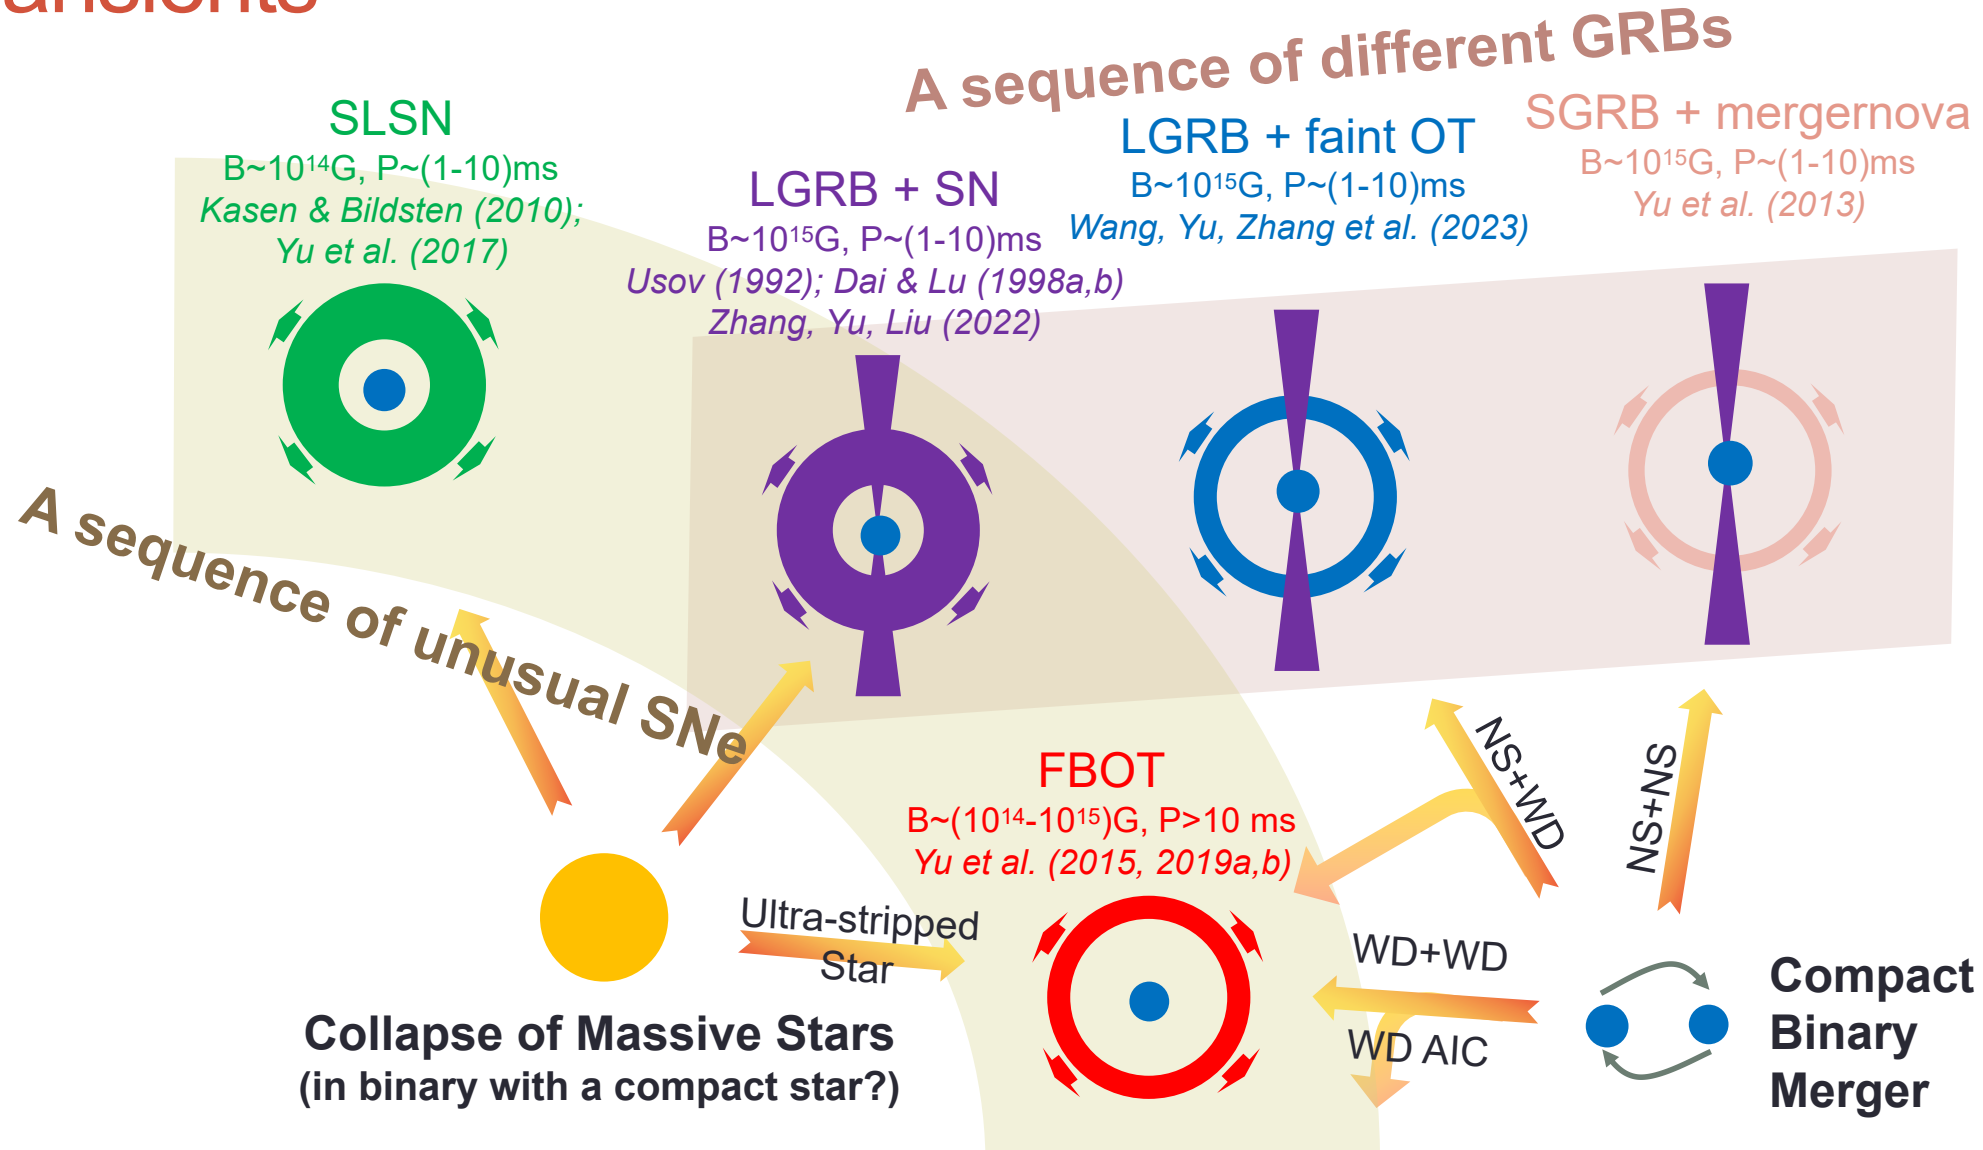 A sequence of different GRBs
SLSN
B~10¹⁴G, P~(1-10)ms
Kasen & Bildsten (2010);
Yu et al. (2017)
LGRB + SN
B~10¹⁵G, P~(1-10)ms
Usov (1992); Dai & Lu (1998a,b)
Zhang, Yu, Liu (2022)
LGRB + faint OT
B~10¹⁵G, P~(1-10)ms
Wang, Yu, Zhang et al. (2023)
SGRB + mergernova
B~10¹⁵G, P~(1-10)ms
Yu et al. (2013)
A sequence of unusual SNe
FBOT
B~(10¹⁴-10¹⁵)G, P>10 ms
Yu et al. (2015, 2019a,b)
NS+WD
NS+NS
Ultra-stripped
Star
WD+WD
WD AIC
Collapse of Massive Stars
(in binary with a compact star?)
Compact
Binary
Merger